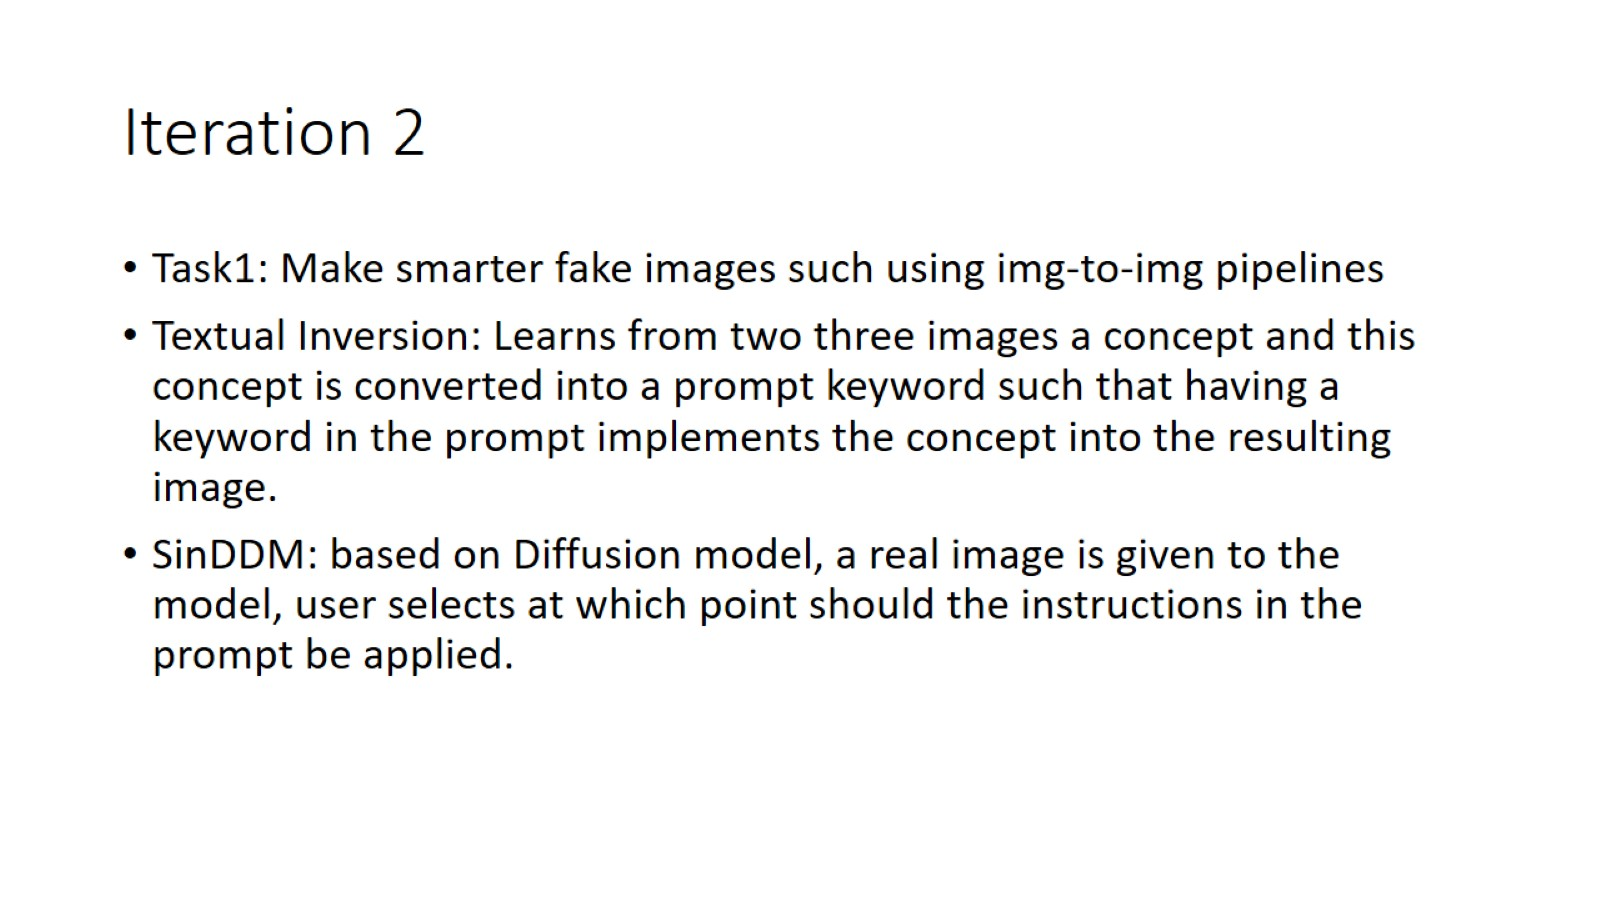 Iteration 2
• Task1: Make smarter fake images such using img-to-img pipelines
• Textual Inversion: Learns from two three images a concept and this
concept is converted into a prompt keyword such that having a
keyword in the prompt implements the concept into the resulting
image.
• SinDDM: based on Diffusion model, a real image is given to the
model, user selects at which point should the instructions in the
prompt be applied.